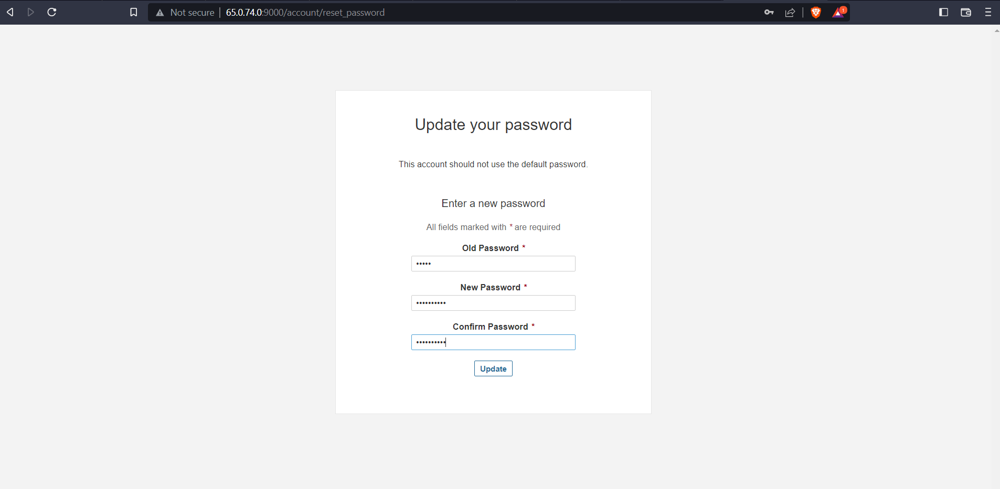 Not secure 65.0.74.0:9000/account/reset_password
1
Update your password
This account should not use the default password.
Enter a new password
All fields marked with * are required
Old Password *
•••••
New Password *
••••••••••
Confirm Password *
••••••••••
Update